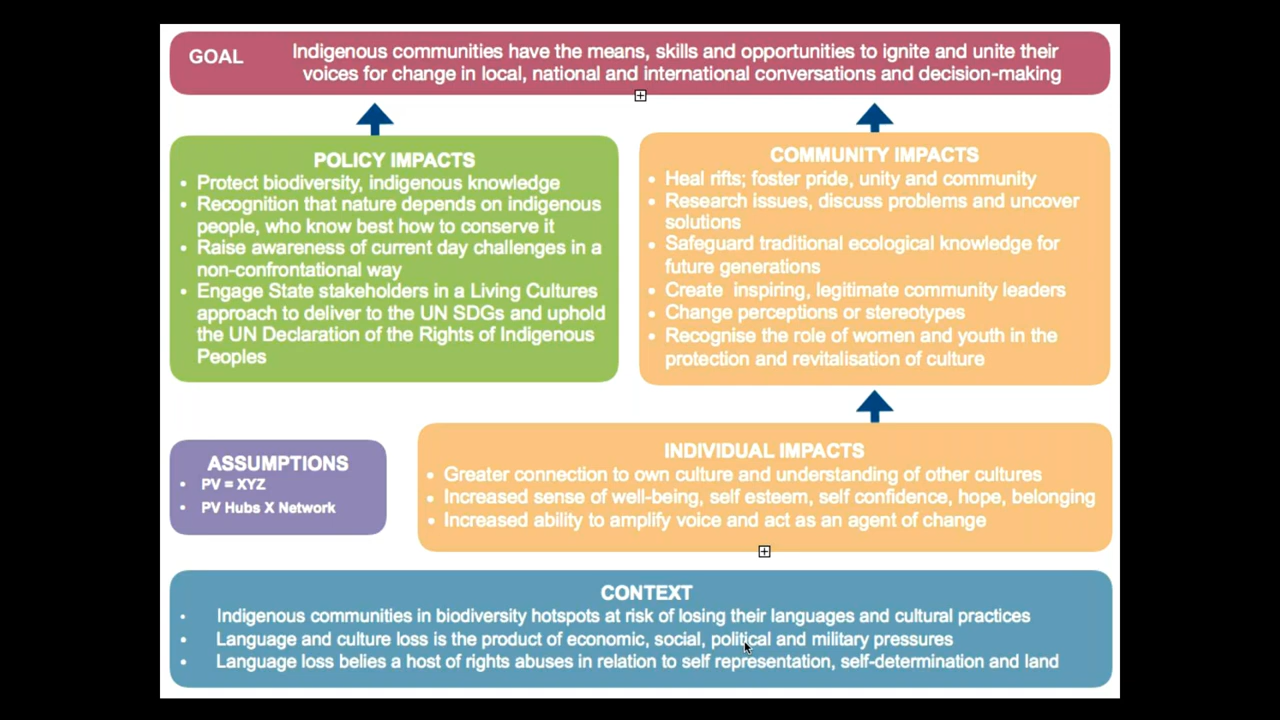 GOAL
Indigenous communities have the means, skills and opportunities to ignite and unite their
voices for change in local, national and international conversations and decision-making
POLICY IMPACTS
• Protect biodiversity, indigenous knowledge
• Recognition that nature depends on indigenous
people, who know best how to conserve it
• Raise awareness of current day challenges in a
non-confrontational way
• Engage State stakeholders in a Living Cultures
approach to deliver to the UN SDGs and uphold
the UN Declaration of the Rights of Indigenous
Peoples
COMMUNITY IMPACTS
• Heal rifts; foster pride, unity and community
• Research issues, discuss problems and uncover
solutions
• Safeguard traditional ecological knowledge for
future generations
• Create inspiring, legitimate community leaders
• Change perceptions or stereotypes
• Recognise the role of women and youth in the
protection and revitalisation of culture
ASSUMPTIONS
• PV = XYZ
• PV Hubs X Network
INDIVIDUAL IMPACTS
• Greater connection to own culture and understanding of other cultures
• Increased sense of well-being, self esteem, self confidence, hope, belonging
• Increased ability to amplify voice and act as an agent of change
CONTEXT
• Indigenous communities in biodiversity hotspots at risk of losing their languages and cultural practices
• Language and culture loss is the product of economic, social, political and military pressures
• Language loss belies a host of rights abuses in relation to self representation, self-determination and land